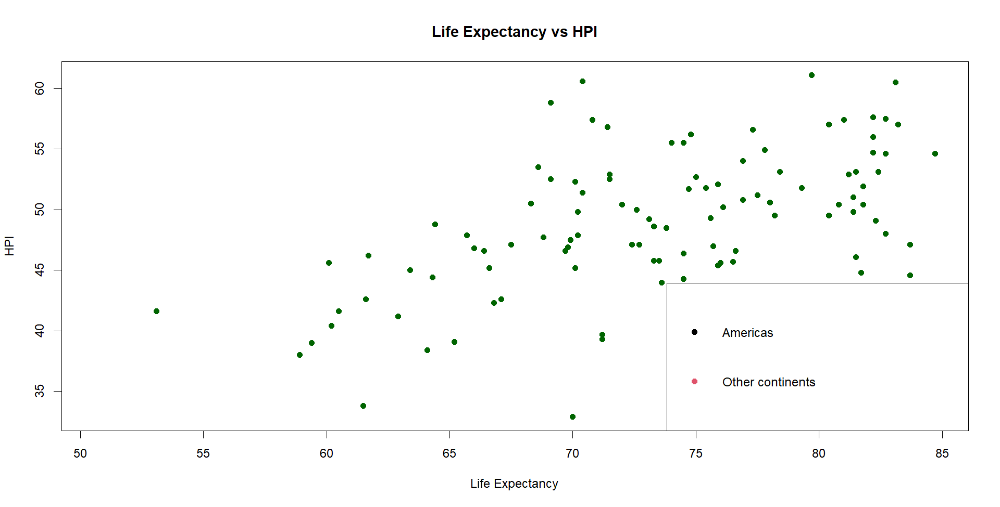 Life Expectancy vs HPI
HPI
60
55
50
45
40
35
Americas
Other continents
50 55 60 65 70 75 80 85
Life Expectancy